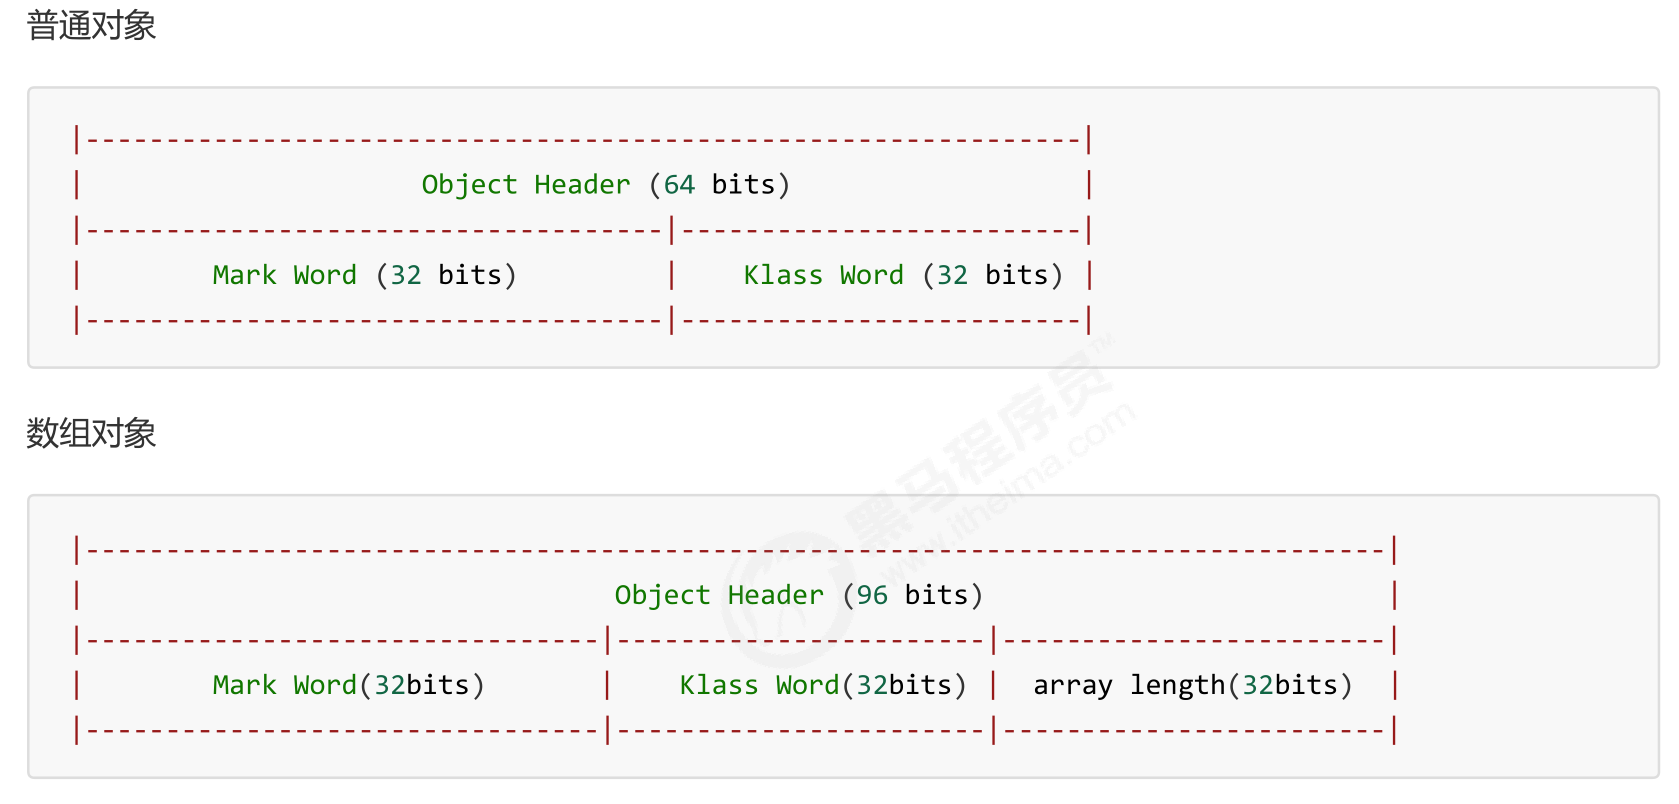 普通对象
|--------------------------------------------------------------|
| Object Header (64 bits) |
|------------------------------------|-------------------------|
| Mark Word (32 bits) | Klass Word (32 bits) |
|------------------------------------|-------------------------|
数组对象
|---------------------------------------------------------------------------------|
| Object Header (96 bits) |
|--------------------------------|-----------------------|------------------------|
| Mark Word(32bits) | Klass Word(32bits) | array length(32bits) |
|--------------------------------|-----------------------|------------------------|
黑马程序员™
www.itheima.com